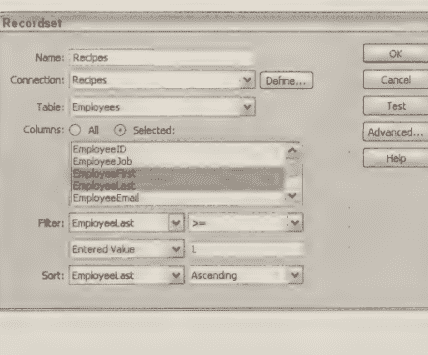 Recordset
Name: Recipes OK
Connection: Recipes Define... Cancel
Table: Employees Test
Columns: All Selected: Advanced...
EmployeeID Help
EmployeeJob
EmployeeFirst
EmployeeLast
EmployeeEmail
Filter: EmployeeLast >=
Entered Value
Sort: EmployeeLast Ascending